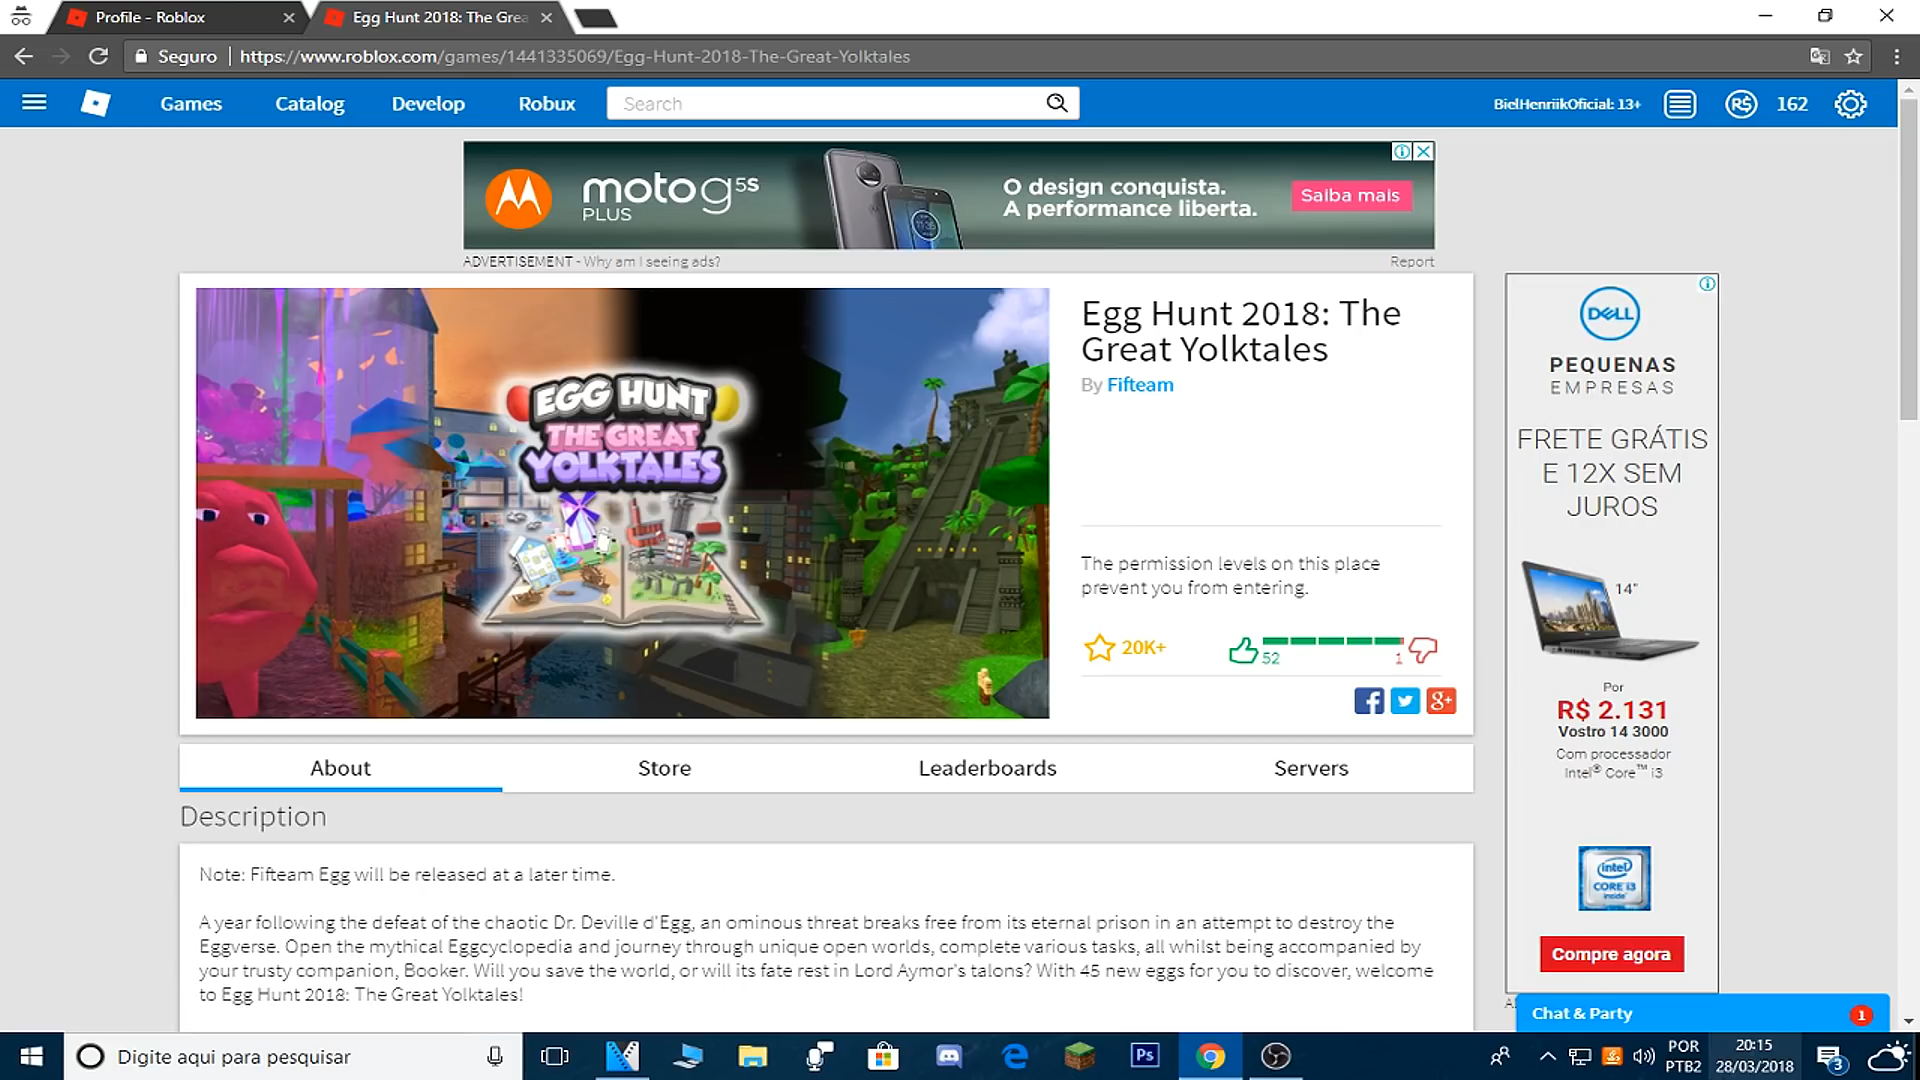 Profile - Roblox
Egg Hunt 2018: The Grea
Seguro
https://www.roblox.com/games/1441335069/Egg-Hunt-2018-The-Great-Yolktales
Games
Catalog
Develop
Robux
Search
BielHenriikOficial: 13+
R$
162
moto g5s
PLUS
O design conquista.
A performance liberta.
Saiba mais
ADVERTISEMENT - Why am I seeing ads?
Report
EGG HUNT
THE GREAT
YOLKTALES
Egg Hunt 2018: The
Great Yolktales
By Fifteam
The permission levels on this place
prevent you from entering.
20K+
52
1
g+
DELL
PEQUENAS
EMPRESAS
FRETE GRÁTIS
E 12X SEM
JUROS
14"
Por
R$ 2.131
Vostro 14 3000
Com processador
Intel® Core™ i3
intel
CORE i3
inside
Compre agora
About
Store
Leaderboards
Servers
Description
Note: Fifteam Egg will be released at a later time.
A year following the defeat of the chaotic Dr. Deville d'Egg, an ominous threat breaks free from its eternal prison in an attempt to destroy the
Eggverse. Open the mythical Eggcyclopedia and journey through unique open worlds, complete various tasks, all whilst being accompanied by
your trusty companion, Booker. Will you save the world, or will its fate rest in Lord Aymor's talons? With 45 new eggs for you to discover, welcome
to Egg Hunt 2018: The Great Yolktales!
Chat & Party
1
Digite aqui para pesquisar
Ps
POR
PTB2
20:15
28/03/2018
3